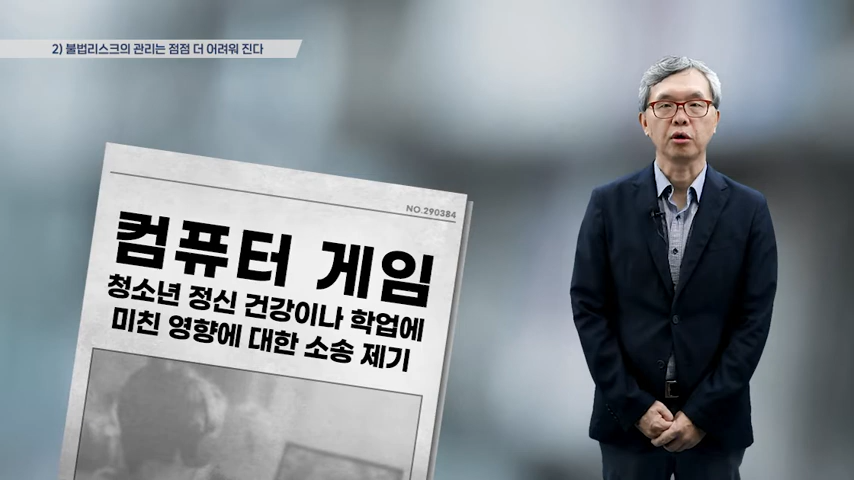 2) 불법리스크의 관리는 점점 더 어려워 진다
NO.290384
컴퓨터 게임
청소년 정신 건강이나 학업에
미친 영향에 대한 소송 제기